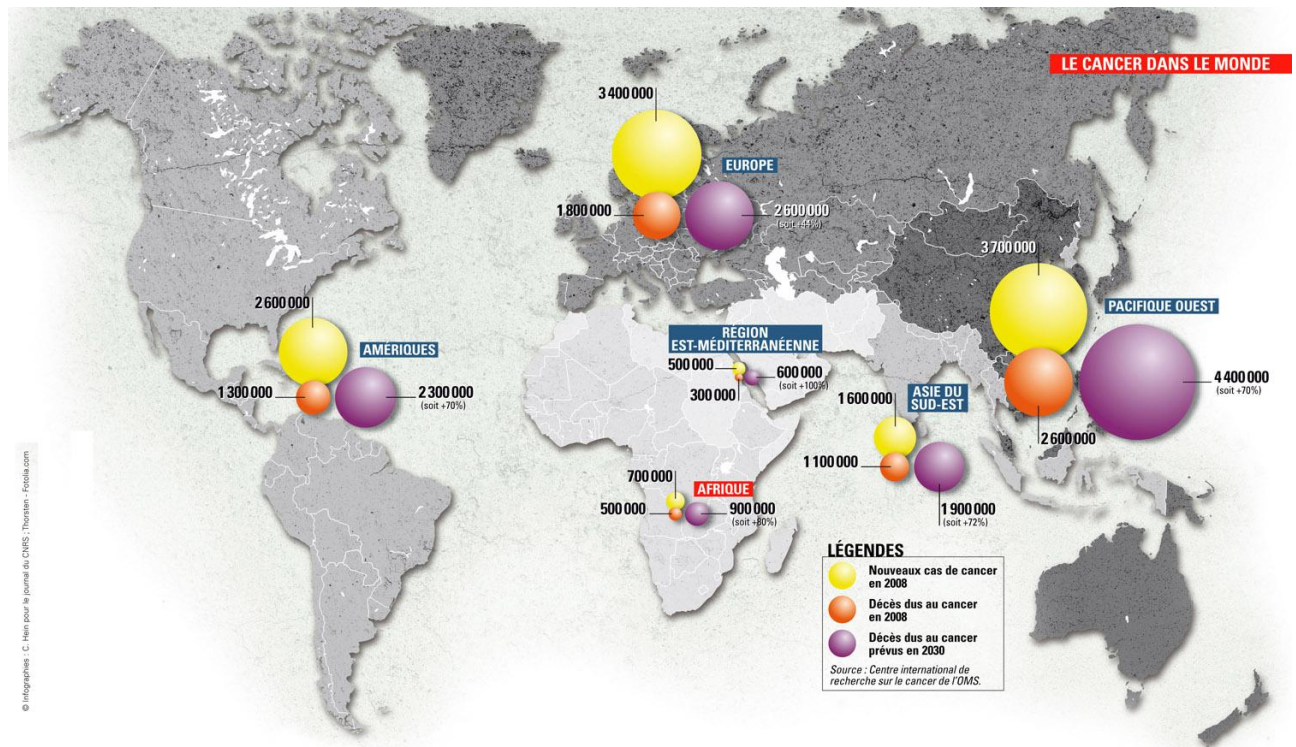 LE CANCER DANS LE MONDE
3 400 000
EUROPE
1 800 000
2 600 000
(soit +44%)
3 700 000
PACIFIQUE OUEST
4 400 000
(soit +70%)
2 600 000
2 600 000
AMÉRIQUES
1 300 000
2 300 000
(soit +70%)
RÉGION
EST-MÉDITERRANÉENNE
500 000
600 000
(soit +100%)
300 000
ASIE DU
SUD-EST
1 600 000
1 100 000
1 900 000
(soit +72%)
700 000
AFRIQUE
500 000
900 000
(soit +80%)
LÉGENDES
Nouveaux cas de cancer
en 2008
Décès dus au cancer
en 2008
Décès dus au cancer
prévus en 2030
Source : Centre international de
recherche sur le cancer de l'OMS.
© Infographies : C. Hein pour le journal du CNRS ; Thorsten - Fotolia.com